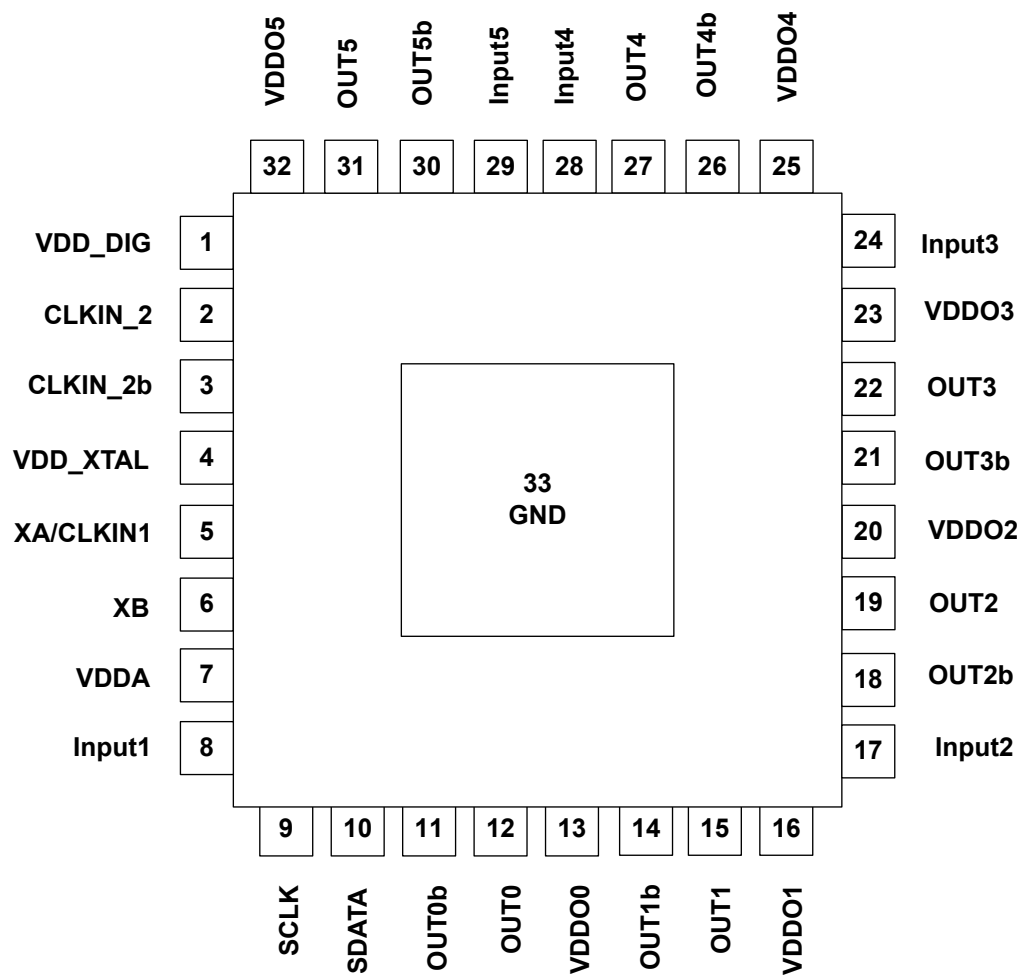 VDDO5
OUT5
OUT5b
Input5
Input4
OUT4
OUT4b
VDDO4
32
31
30
29
28
27
26
25
VDD_DIG 1
24 Input3
CLKIN_2 2
23 VDDO3
CLKIN_2b 3
22 OUT3
VDD_XTAL 4
21 OUT3b
33
GND
XA/CLKIN1 5
20 VDDO2
XB 6
19 OUT2
VDDA 7
18 OUT2b
Input1 8
17 Input2
9
10
11
12
13
14
15
16
SCLK
SDATA
OUT0b
OUT0
VDDO0
OUT1b
OUT1
VDDO1